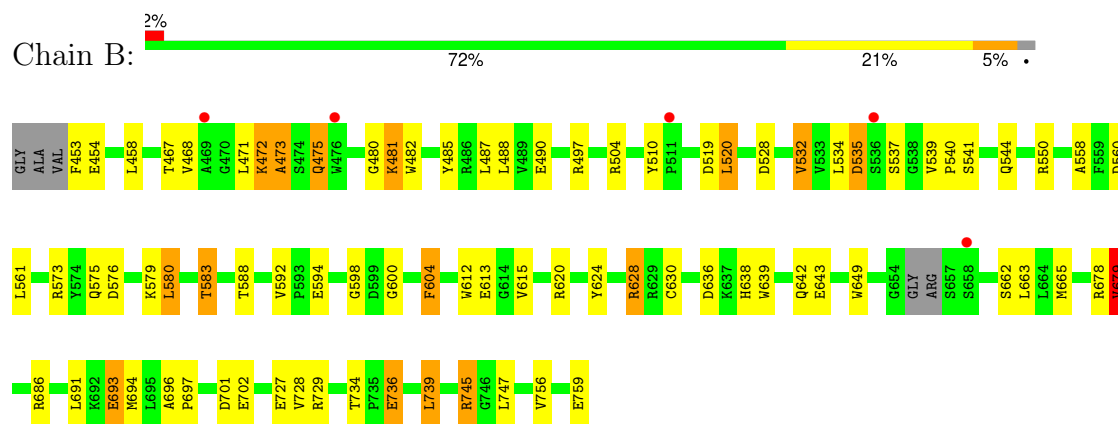 2%
Chain B:
72% 21% 5% •
GLY ALA VAL F453 E454 L458 T467 V468 A469 G470 L471 K472 A473 S474 Q475 W476 G480 K481 W482 Y485 R486 L487 L488 V489 E490 R497 R504 Y510 P511 D519 L520 D528 V532 V533 L534 D535 S536 S537 G538 V539 P540 S541 Q544 R550 A558 F559 D560
L561 R573 Y574 Q575 D576 K579 L580 T583 T588 V592 P593 E594 G598 D599 G600 F604 W612 E613 G614 V615 R620 Y624 R628 R629 C630 D636 K637 H638 W639 Q642 E643 W649 G654 GLY ARG S657 S658 S662 L663 L664 M665 R678 V679
R686 L691 K692 E693 M694 L695 A696 P697 D701 E702 E727 V728 R729 T734 P735 E736 L739 R745 G746 L747 V756 E759